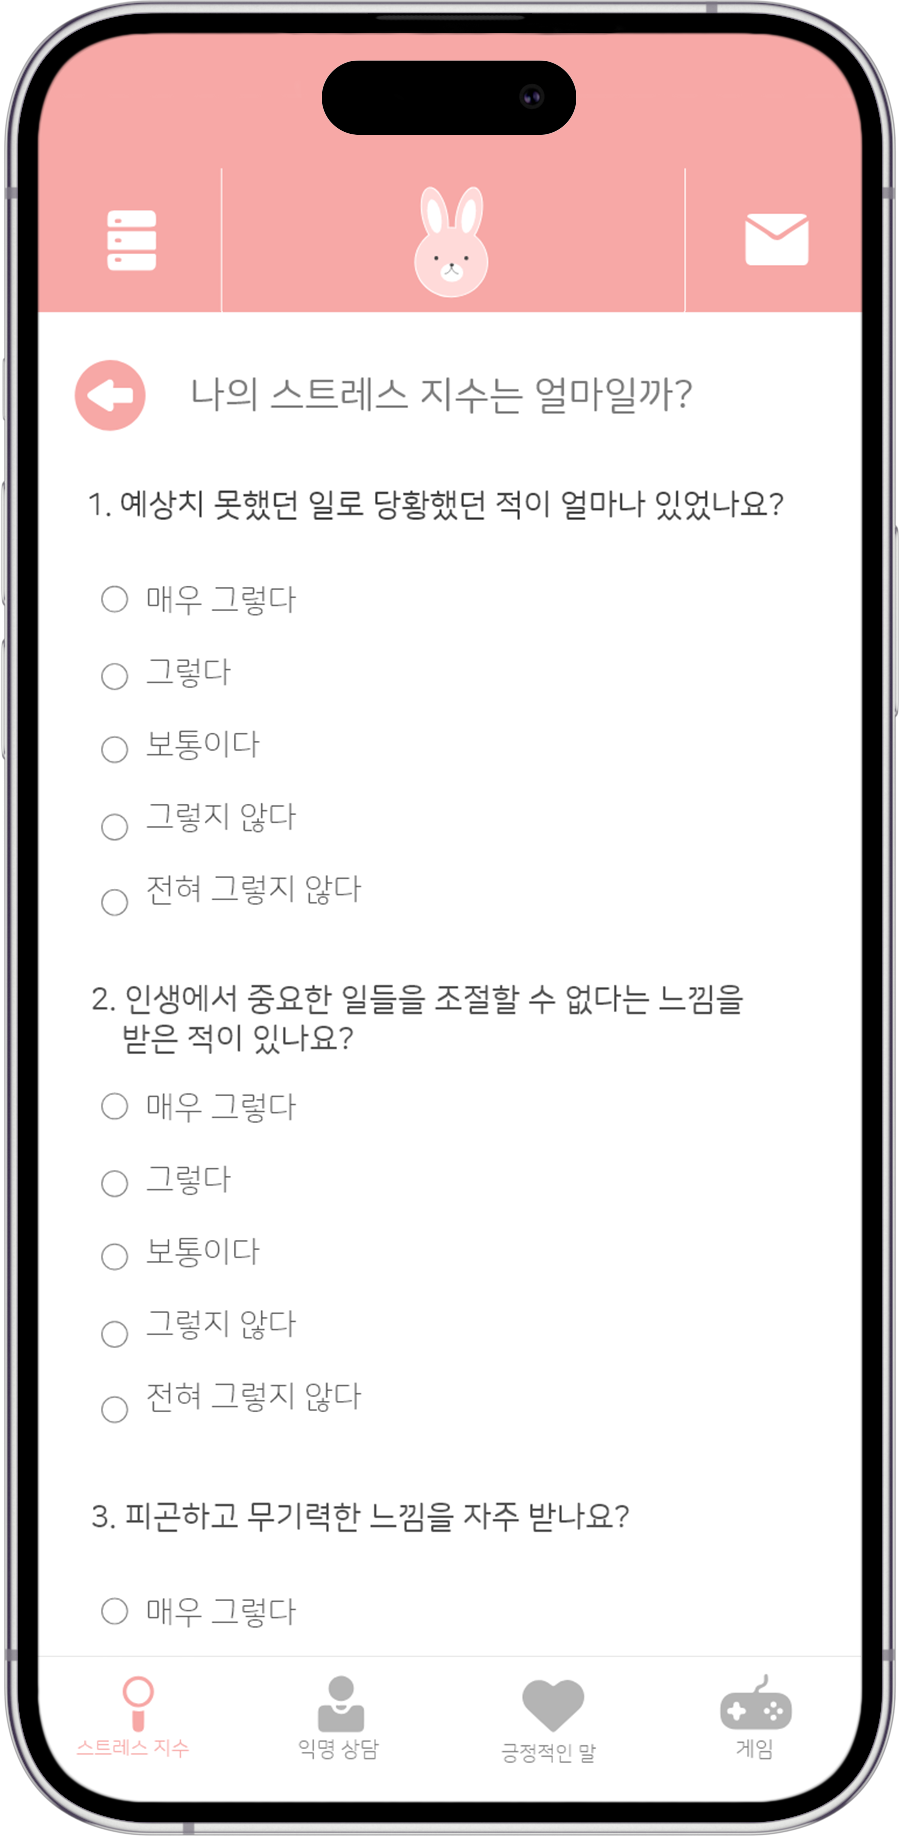 나의 스트레스 지수는 얼마일까?
1. 예상치 못했던 일로 당황했던 적이 얼마나 있었나요?
매우 그렇다
그렇다
보통이다
그렇지 않다
전혀 그렇지 않다
2. 인생에서 중요한 일들을 조절할 수 없다는 느낌을
받은 적이 있나요?
매우 그렇다
그렇다
보통이다
그렇지 않다
전혀 그렇지 않다
3. 피곤하고 무기력한 느낌을 자주 받나요?
매우 그렇다
스트레스 지수
익명 상담
긍정적인 말
게임